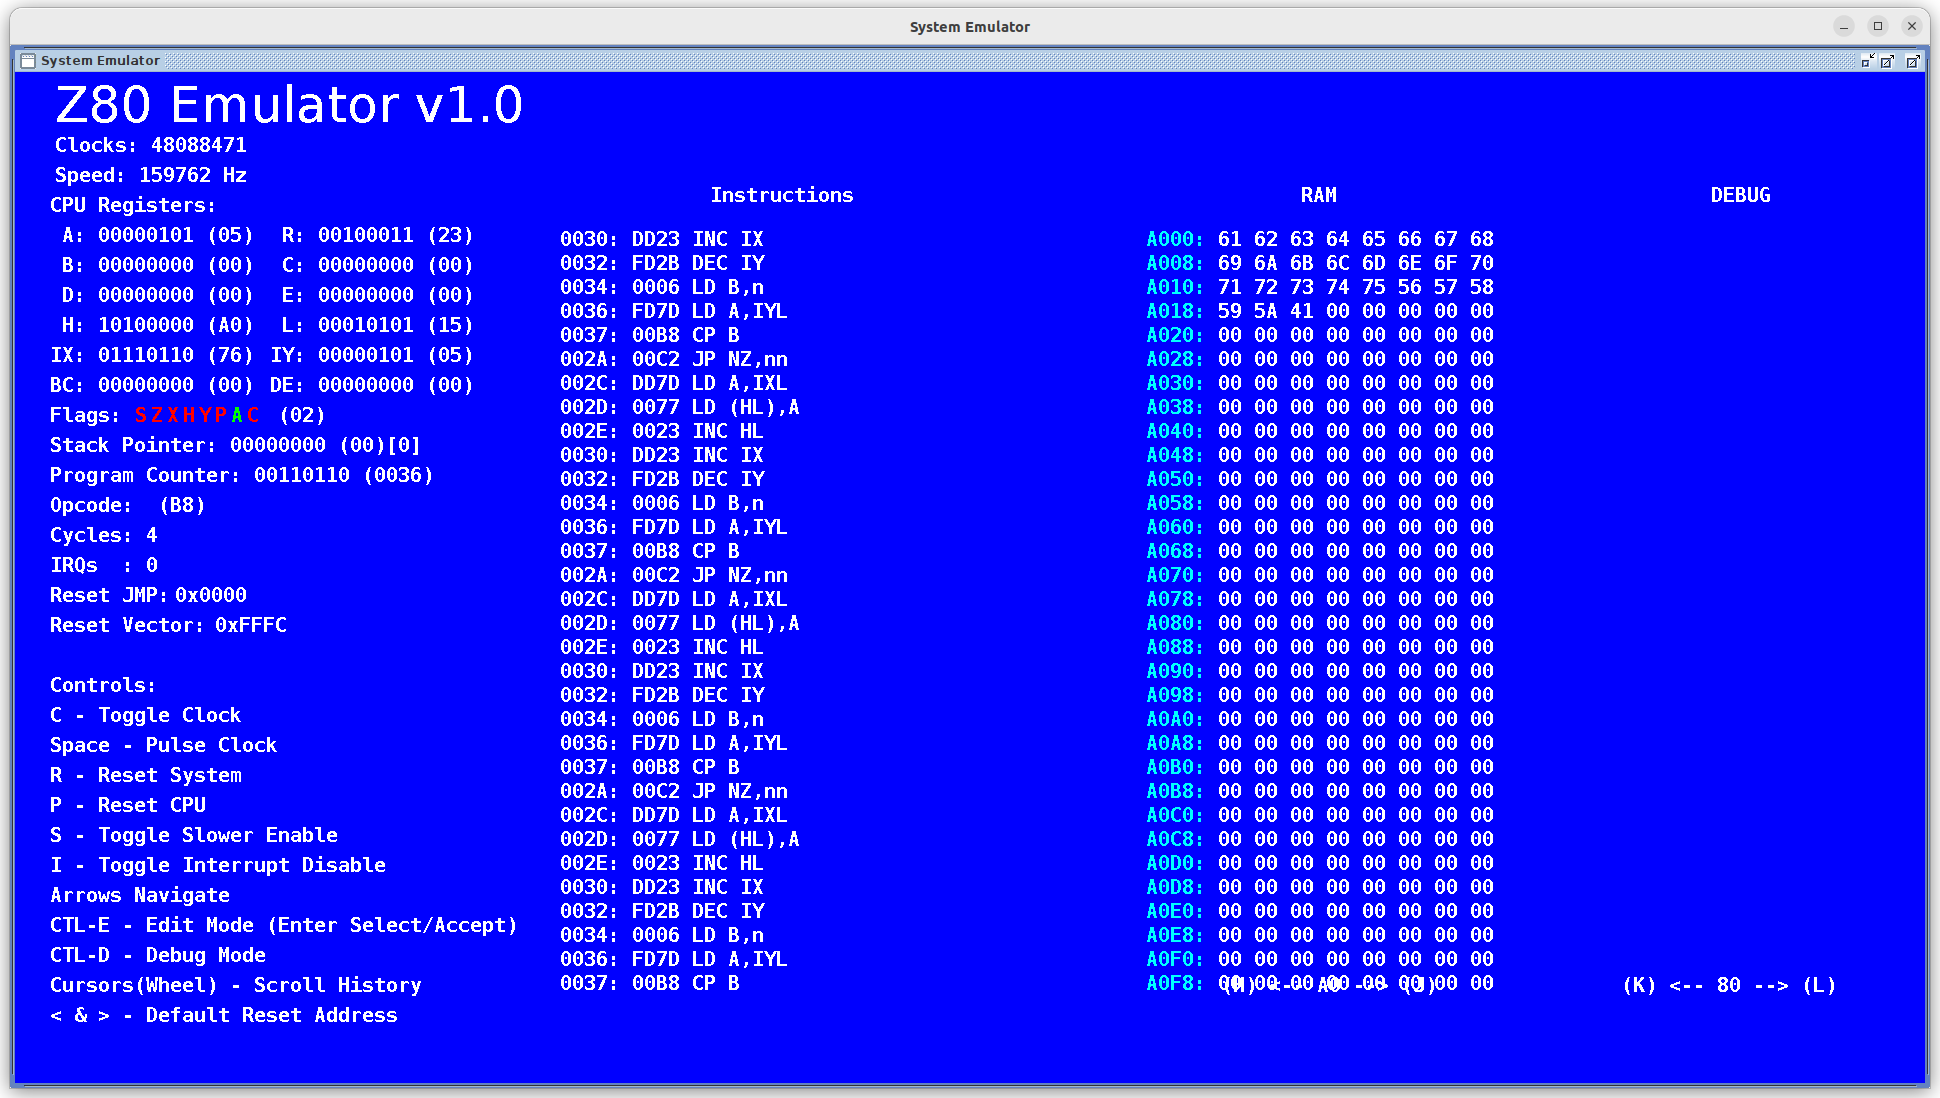 System Emulator
System Emulator
Z80 Emulator v1.0
Clocks: 48088471
Speed: 159762 Hz
CPU Registers:
A: 00000101 (05) R: 00100011 (23)
B: 00000000 (00) C: 00000000 (00)
D: 00000000 (00) E: 00000000 (00)
H: 10100000 (A0) L: 00010101 (15)
IX: 01110110 (76) IY: 00000101 (05)
BC: 00000000 (00) DE: 00000000 (00)
Flags: SZXHYPAC (02)
Stack Pointer: 00000000 (00)[0]
Program Counter: 00110110 (0036)
Opcode: (B8)
Cycles: 4
IRQs : 0
Reset JMP: 0x0000
Reset Vector: 0xFFFC
Controls:
C - Toggle Clock
Space - Pulse Clock
R - Reset System
P - Reset CPU
S - Toggle Slower Enable
I - Toggle Interrupt Disable
Arrows Navigate
CTL-E - Edit Mode (Enter Select/Accept)
CTL-D - Debug Mode
Cursors(Wheel) - Scroll History
< & > - Default Reset Address
Instructions
0030: DD23 INC IX
0032: FD2B DEC IY
0034: 0006 LD B,n
0036: FD7D LD A,IYL
0037: 00B8 CP B
002A: 00C2 JP NZ,nn
002C: DD7D LD A,IXL
002D: 0077 LD (HL),A
002E: 0023 INC HL
0030: DD23 INC IX
0032: FD2B DEC IY
0034: 0006 LD B,n
0036: FD7D LD A,IYL
0037: 00B8 CP B
002A: 00C2 JP NZ,nn
002C: DD7D LD A,IXL
002D: 0077 LD (HL),A
002E: 0023 INC HL
0030: DD23 INC IX
0032: FD2B DEC IY
0034: 0006 LD B,n
0036: FD7D LD A,IYL
0037: 00B8 CP B
002A: 00C2 JP NZ,nn
002C: DD7D LD A,IXL
002D: 0077 LD (HL),A
002E: 0023 INC HL
0030: DD23 INC IX
0032: FD2B DEC IY
0034: 0006 LD B,n
0036: FD7D LD A,IYL
0037: 00B8 CP B
RAM
A000: 61 62 63 64 65 66 67 68
A008: 69 6A 6B 6C 6D 6E 6F 70
A010: 71 72 73 74 75 56 57 58
A018: 59 5A 41 00 00 00 00 00
A020: 00 00 00 00 00 00 00 00
A028: 00 00 00 00 00 00 00 00
A030: 00 00 00 00 00 00 00 00
A038: 00 00 00 00 00 00 00 00
A040: 00 00 00 00 00 00 00 00
A048: 00 00 00 00 00 00 00 00
A050: 00 00 00 00 00 00 00 00
A058: 00 00 00 00 00 00 00 00
A060: 00 00 00 00 00 00 00 00
A068: 00 00 00 00 00 00 00 00
A070: 00 00 00 00 00 00 00 00
A078: 00 00 00 00 00 00 00 00
A080: 00 00 00 00 00 00 00 00
A088: 00 00 00 00 00 00 00 00
A090: 00 00 00 00 00 00 00 00
A098: 00 00 00 00 00 00 00 00
A0A0: 00 00 00 00 00 00 00 00
A0A8: 00 00 00 00 00 00 00 00
A0B0: 00 00 00 00 00 00 00 00
A0B8: 00 00 00 00 00 00 00 00
A0C0: 00 00 00 00 00 00 00 00
A0C8: 00 00 00 00 00 00 00 00
A0D0: 00 00 00 00 00 00 00 00
A0D8: 00 00 00 00 00 00 00 00
A0E0: 00 00 00 00 00 00 00 00
A0E8: 00 00 00 00 00 00 00 00
A0F0: 00 00 00 00 00 00 00 00
A0F8: 00 00 00 00 00 00 00 00
DEBUG
(K) <-- 80 --> (L)